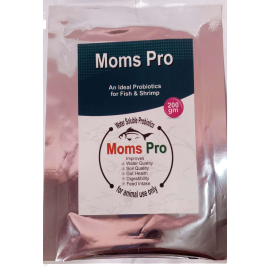 Moms Pro
An Ideal Probiotics
for Fish & Shrimp
200
gm
Water Soluble Probiotics
Moms Pro
Improves
Water Quality
Soil Quality
Gut Health
Digestibility
Feed Intake
for animal use only